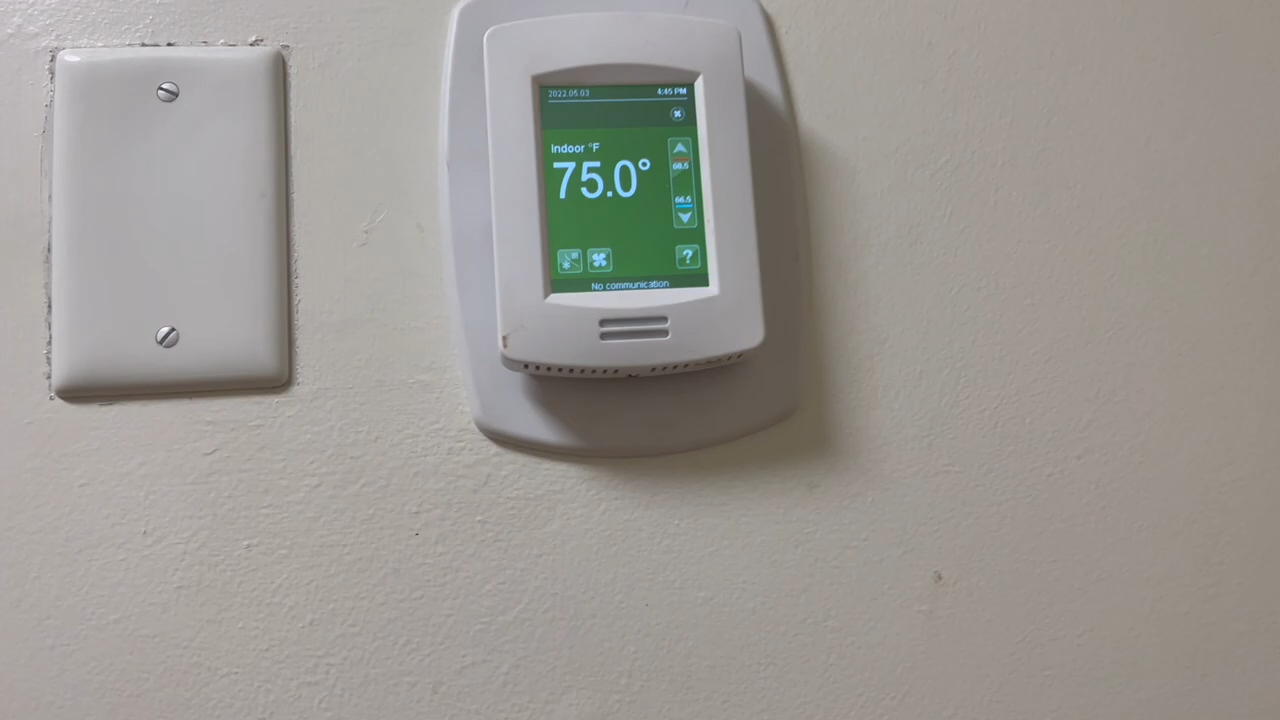 2022.05.03 4:45 PM
Indoor °F
75.0°
68.5
66.5
?
No communication